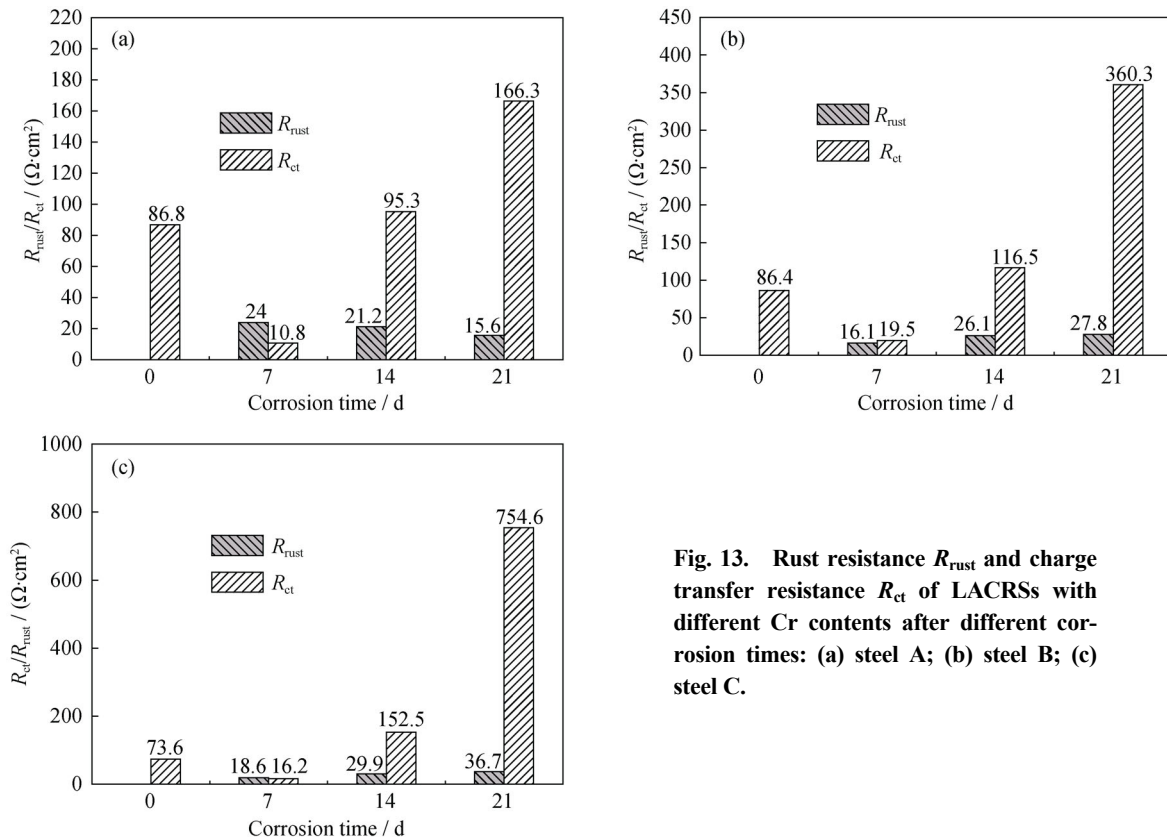 220
200
180
160
140
120
100
80
60
40
20
0
(a)
R_rust
R_ct
86.8
24
10.8
21.2
95.3
15.6
166.3
0 7 14 21
Corrosion time / d
R_rust/R_ct / (Ω·cm²)
450
400
350
300
250
200
150
100
50
0
(b)
R_rust
R_ct
86.4
16.1
19.5
26.1
116.5
27.8
360.3
0 7 14 21
Corrosion time / d
R_rust/R_ct / (Ω·cm²)
1000
800
600
400
200
0
(c)
R_rust
R_ct
73.6
18.6
16.2
29.9
152.5
36.7
754.6
0 7 14 21
Corrosion time / d
R_ct/R_rust / (Ω·cm²)
Fig. 13. Rust resistance R_rust and charge
transfer resistance R_ct of LACRSs with
different Cr contents after different cor-
rosion times: (a) steel A; (b) steel B; (c)
steel C.